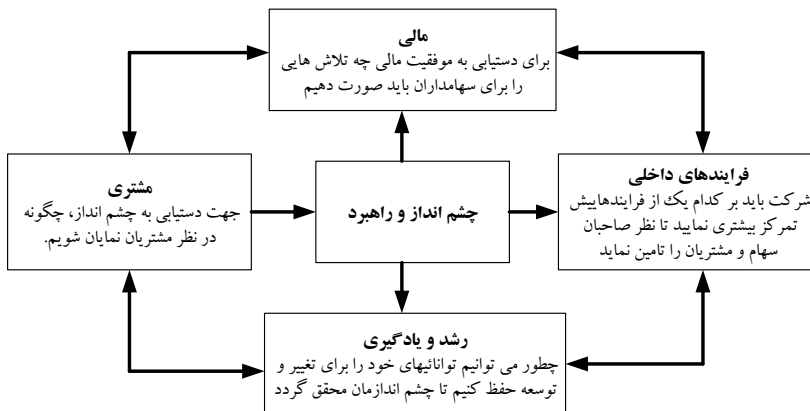 مالی
برای دستیابی به موفقیت مالی چه تلاش هایی
را برای سهامداران باید صورت دهیم
فرایندهای داخلی
شرکت باید بر کدام یک از فرایندهاییش
تمرکز بیشتری نمایید تا نظر صاحبان
سهام و مشتریان را تامین نماید
چشم انداز و راهبرد
مشتری
جهت دستیابی به چشم انداز، چگونه
در نظر مشتریان نمایان شویم.
رشد و یادگیری
چطور می توانیم توانائیهای خود را برای تغییر و
توسعه حفظ کنیم تا چشم اندازمان محقق گردد